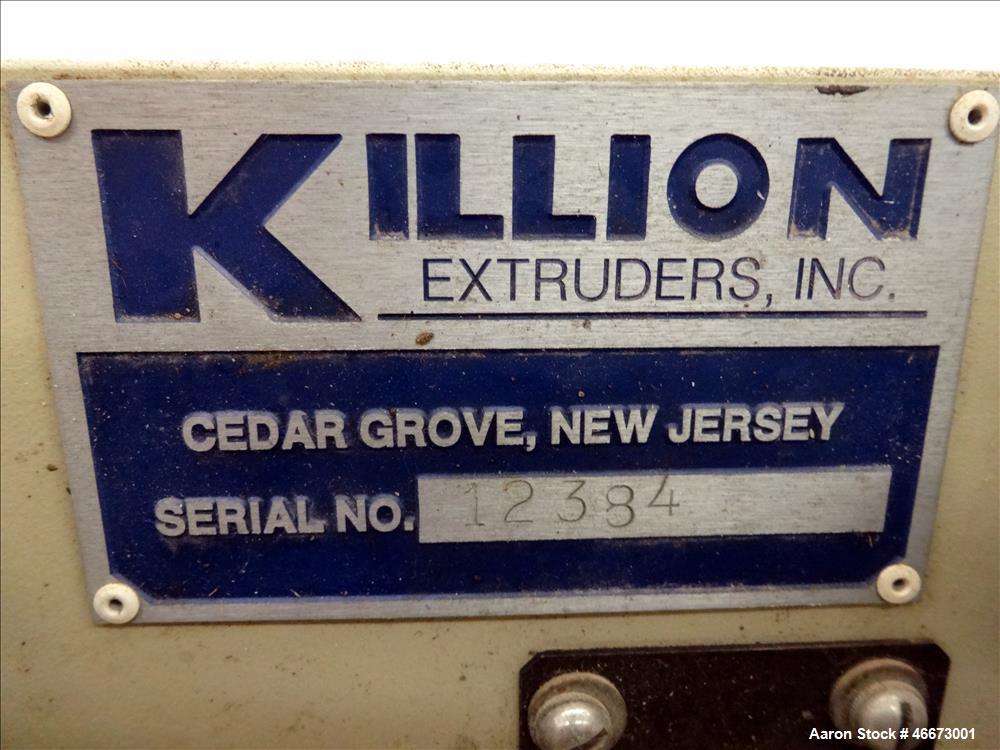 KILLION
EXTRUDERS, INC.
CEDAR GROVE, NEW JERSEY
SERIAL NO. 12384
Aaron Stock # 46673001